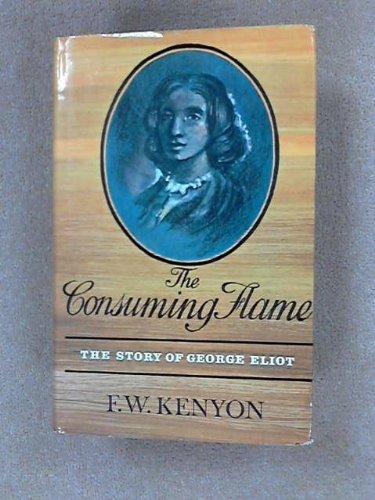 The
Consuming Flame
THE STORY OF GEORGE ELIOT
F.W. KENYON